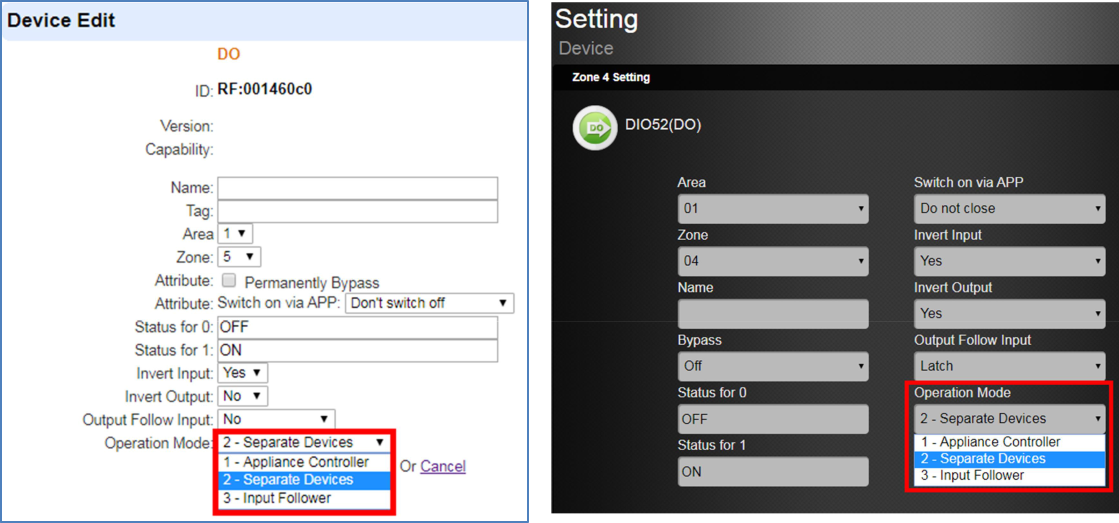 Device Edit
DO
ID: RF:001460c0
Version:
Capability:
Name:
Tag:
Area 1
Zone: 5
Attribute: Permanently Bypass
Attribute: Switch on via APP: Don't switch off
Status for 0: OFF
Status for 1: ON
Invert Input: Yes
Invert Output: No
Output Follow Input: No
Operation Mode: 2 - Separate Devices
1 - Appliance Controller
2 - Separate Devices
3 - Input Follower
Or Cancel
Setting
Device
Zone 4 Setting
DO
DIO52(DO)
Area
01
Zone
04
Name
Bypass
Off
Status for 0
OFF
Status for 1
ON
Switch on via APP
Do not close
Invert Input
Yes
Invert Output
Yes
Output Follow Input
Latch
Operation Mode
2 - Separate Devices
1 - Appliance Controller
2 - Separate Devices
3 - Input Follower